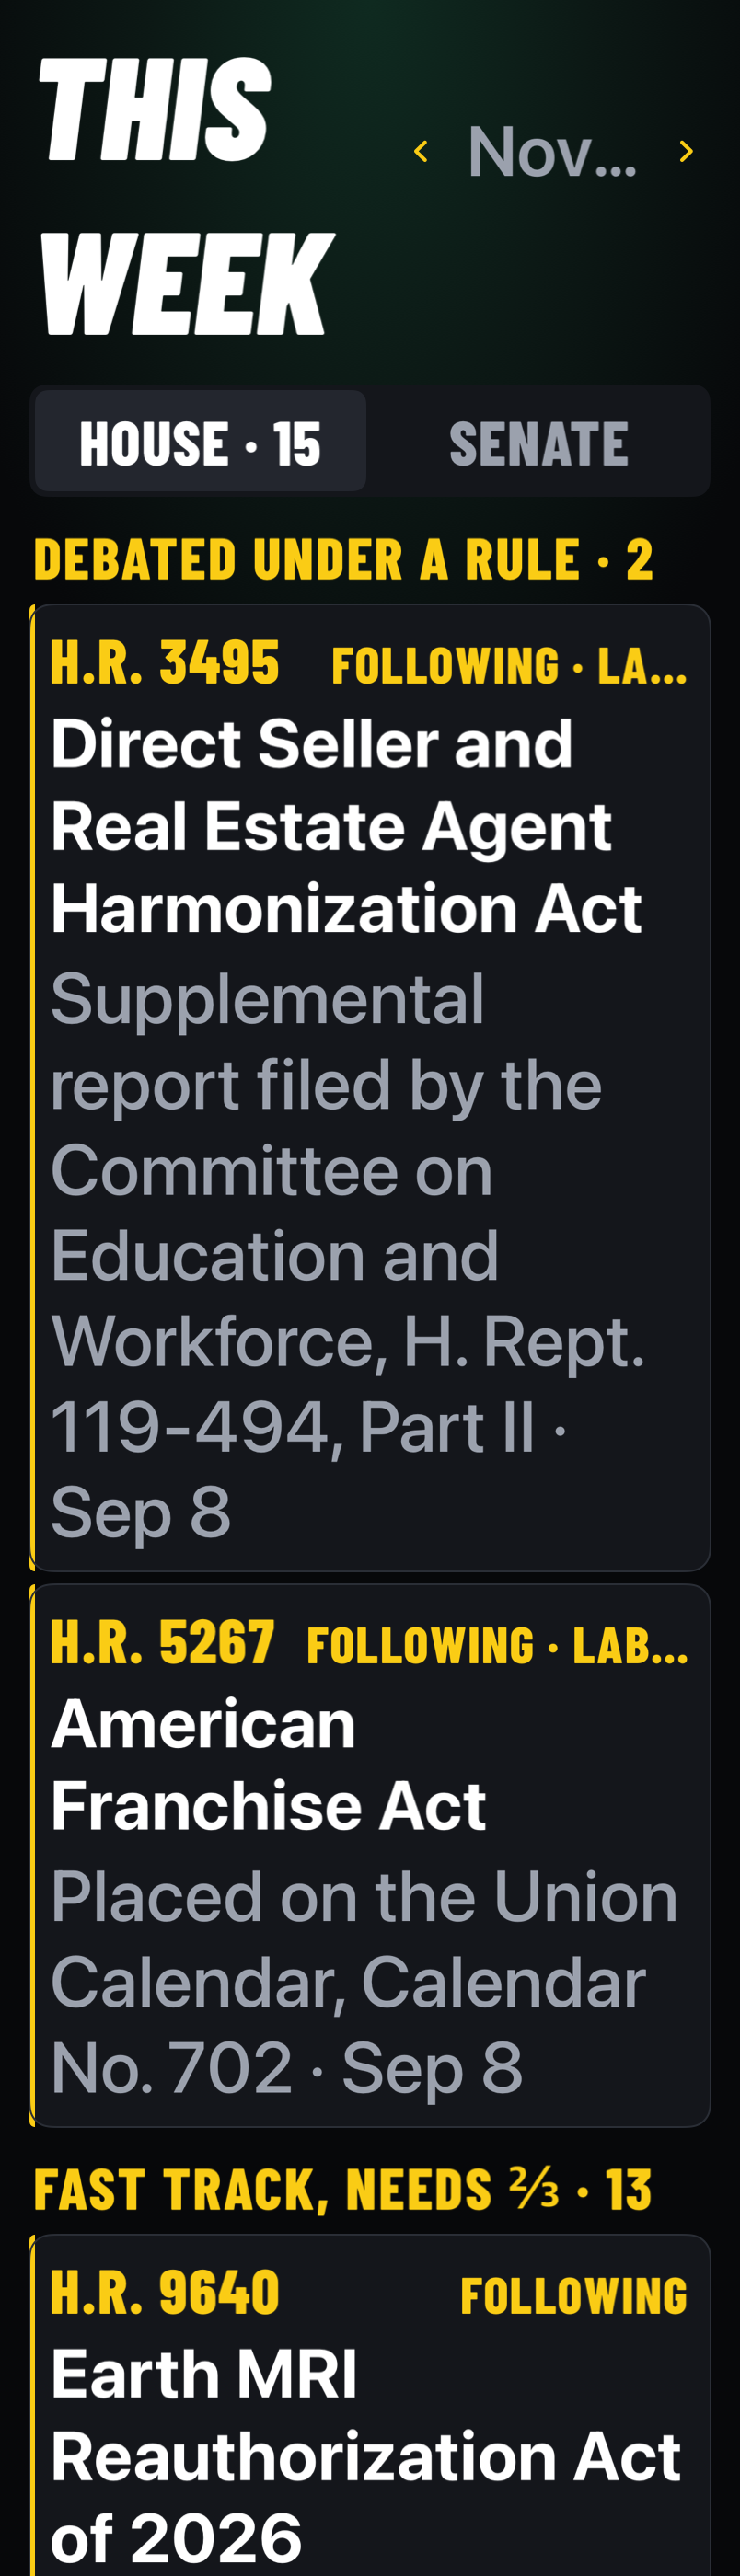 THIS
WEEK
‹ Nov... ›
HOUSE · 15
SENATE
DEBATED UNDER A RULE · 2
H.R. 3495 FOLLOWING · LA...
Direct Seller and
Real Estate Agent
Harmonization Act
Supplemental
report filed by the
Committee on
Education and
Workforce, H. Rept.
119-494, Part II ·
Sep 8
H.R. 5267 FOLLOWING · LAB...
American
Franchise Act
Placed on the Union
Calendar, Calendar
No. 702 · Sep 8
FAST TRACK, NEEDS ⅔ · 13
H.R. 9640 FOLLOWING
Earth MRI
Reauthorization Act
of 2026